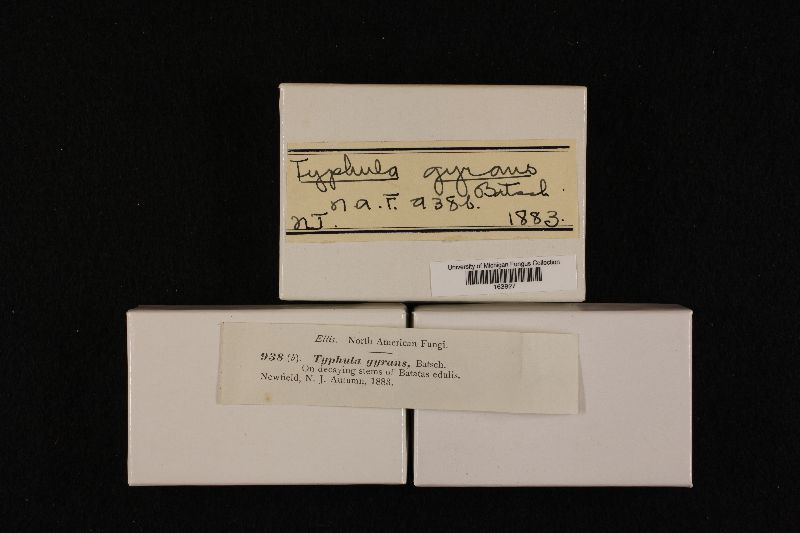 Typhula gyrans
Batsch.
N A. F. 938b.
N J. 1883.
University of Michigan Fungus Collection
Ellis. North American Fungi.
938 (b). Typhula gyrans, Batsch.
On decaying stems of Batatas edulis.
Newfield, N. J. Autumn, 1883.